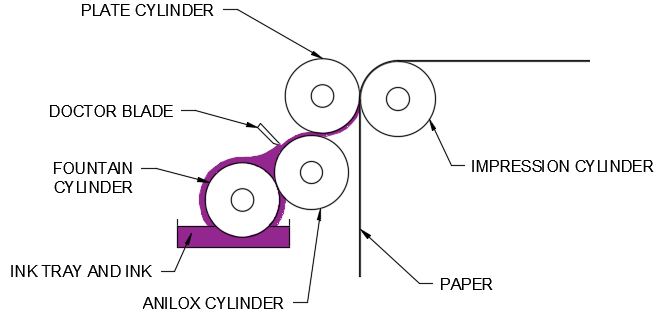 PLATE CYLINDER
DOCTOR BLADE
FOUNTAIN
CYLINDER
IMPRESSION CYLINDER
INK TRAY AND INK
ANILOX CYLINDER
PAPER